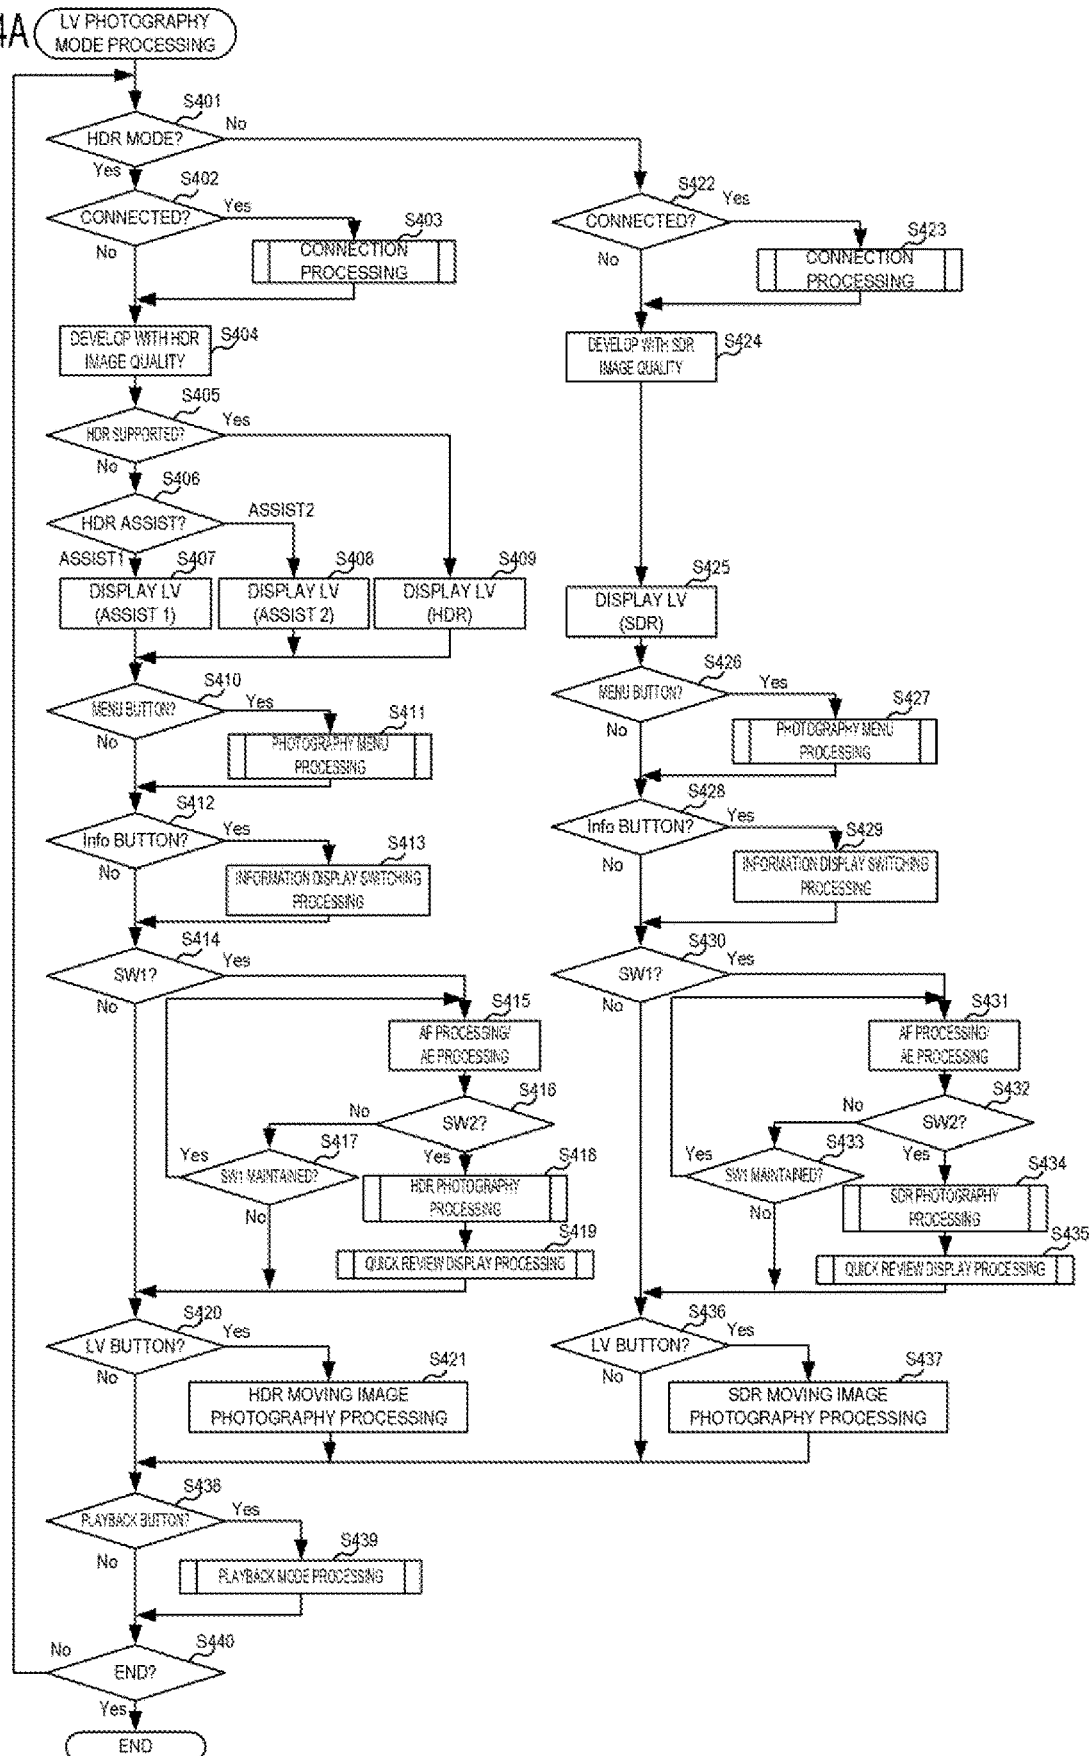 4A
LV PHOTOGRAPHY
MODE PROCESSING
S401
HDR MODE?
No
Yes
S402
CONNECTED?
Yes
No
S403
CONNECTION
PROCESSING
S422
CONNECTED?
Yes
No
S423
CONNECTION
PROCESSING
DEVELOP WITH HDR
IMAGE QUALITY
S404
DEVELOP WITH SDR
IMAGE QUALITY
S424
S405
HDR SUPPORTED?
Yes
No
S406
HDR ASSIST?
ASSIST2
ASSIST1
S407
DISPLAY LV
(ASSIST 1)
S408
DISPLAY LV
(ASSIST 2)
S409
DISPLAY LV
(HDR)
S425
DISPLAY LV
(SDR)
S410
MENU BUTTON?
Yes
No
S411
PHOTOGRAPHY MENU
PROCESSING
S426
MENU BUTTON?
Yes
No
S427
PHOTOGRAPHY MENU
PROCESSING
S412
Info BUTTON?
Yes
No
S413
INFORMATION DISPLAY SWITCHING
PROCESSING
S428
Info BUTTON?
Yes
No
S429
INFORMATION DISPLAY SWITCHING
PROCESSING
S414
SW1?
Yes
No
S415
AF PROCESSING/
AE PROCESSING
S416
SW2?
No
Yes
S417
SW1 MAINTAINED?
Yes
No
S418
HDR PHOTOGRAPHY
PROCESSING
S419
QUICK REVIEW DISPLAY PROCESSING
S430
SW1?
Yes
No
S431
AF PROCESSING/
AE PROCESSING
S432
SW2?
No
Yes
S433
SW1 MAINTAINED?
Yes
No
S434
SDR PHOTOGRAPHY
PROCESSING
S435
QUICK REVIEW DISPLAY PROCESSING
S420
LV BUTTON?
Yes
No
S421
HDR MOVING IMAGE
PHOTOGRAPHY PROCESSING
S436
LV BUTTON?
Yes
No
S437
SDR MOVING IMAGE
PHOTOGRAPHY PROCESSING
S438
PLAYBACK BUTTON?
Yes
No
S439
PLAYBACK MODE PROCESSING
S440
END?
No
Yes
END